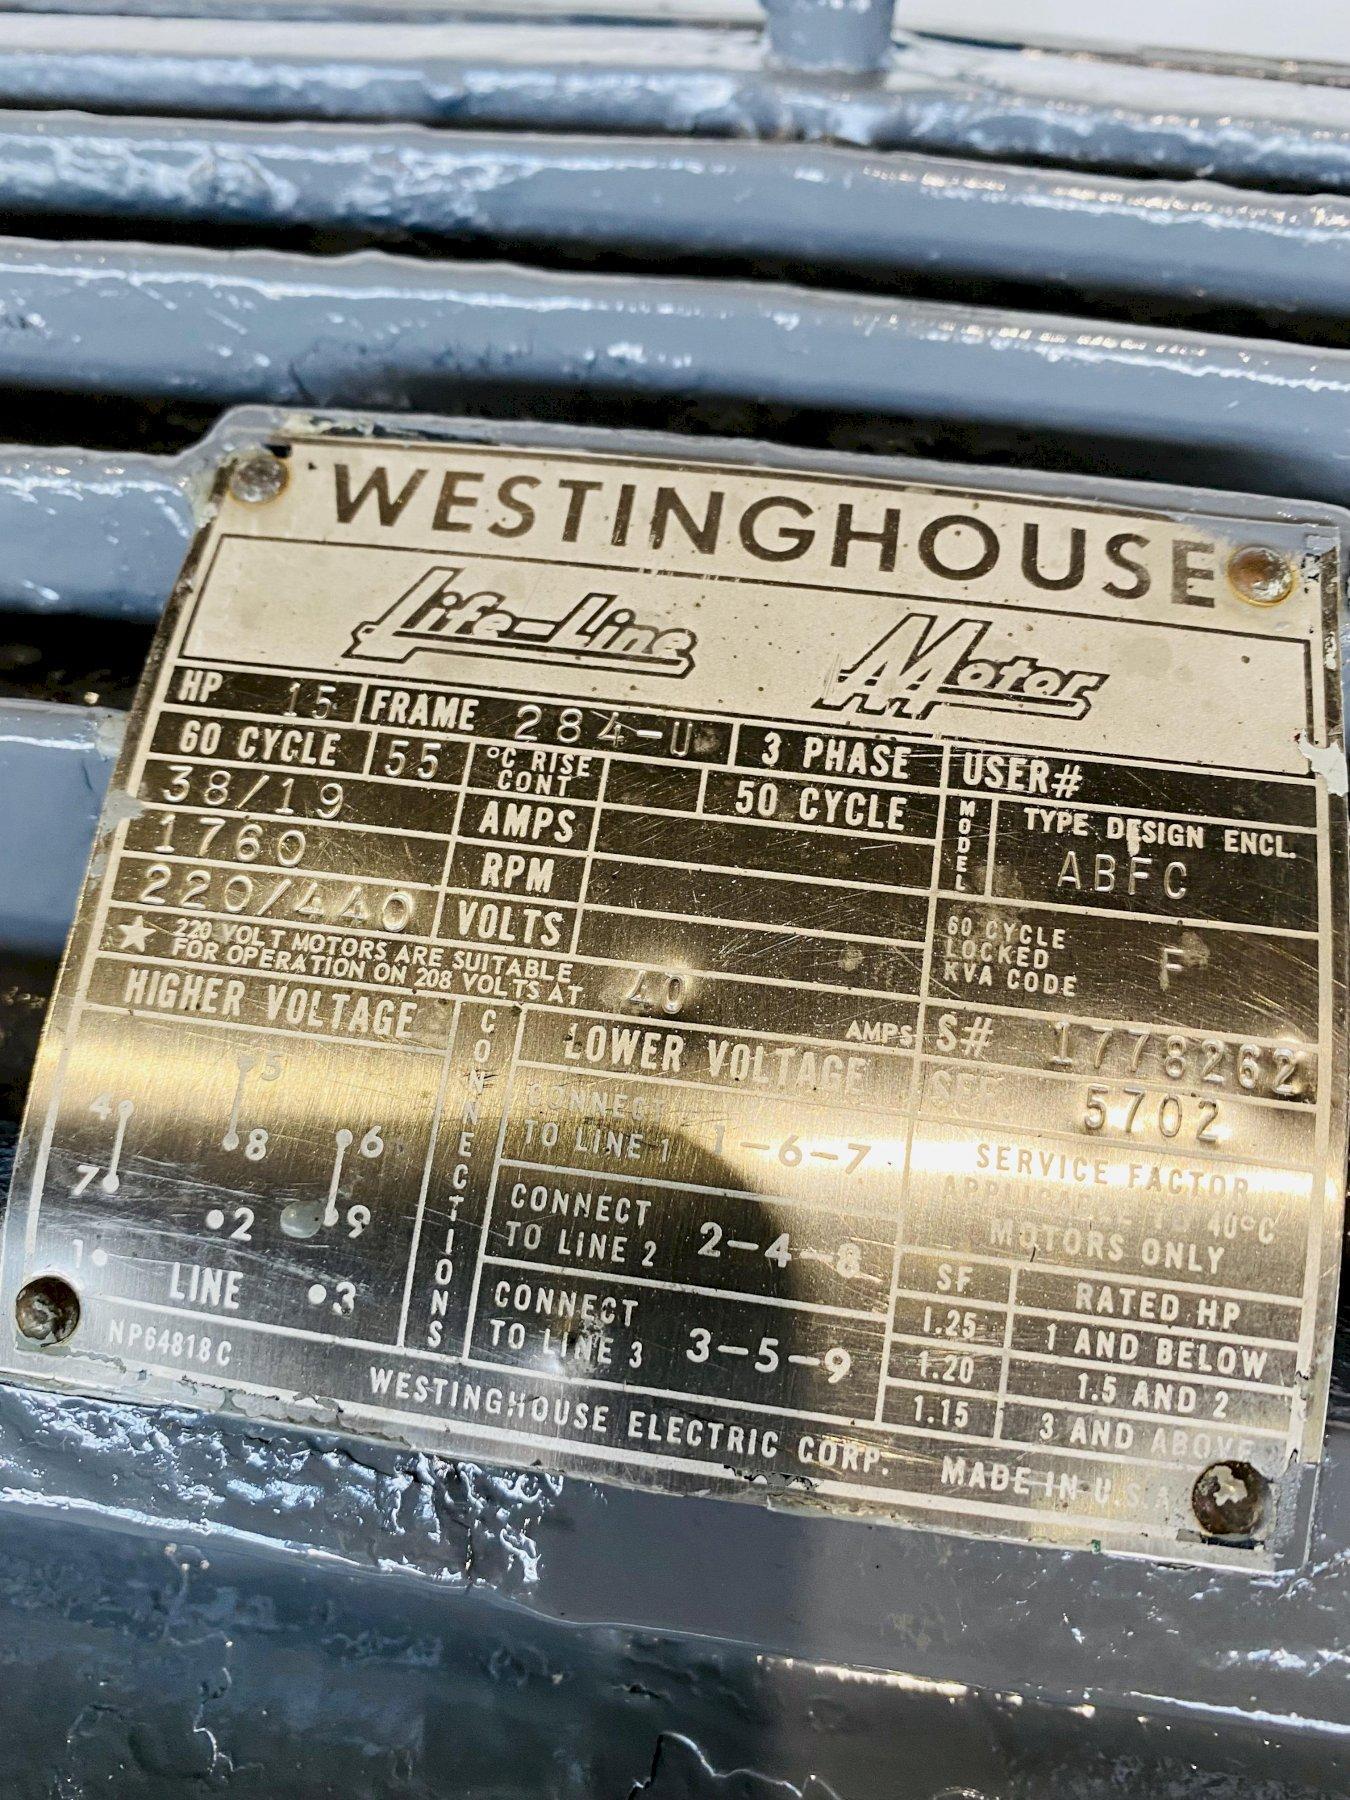 WESTINGHOUSE
Life-Line Motor
HP 15 FRAME 284-U 3 PHASE USER#
60 CYCLE 55 °C RISE CONT 50 CYCLE
MODEL TYPE DESIGN ENCL.
ABFC
38/19 AMPS
1760 RPM
220/440 VOLTS
60 CYCLE
LOCKED
KVA CODE F
★ 220 VOLT MOTORS ARE SUITABLE
FOR OPERATION ON 208 VOLTS AT 40 AMPS
S# 1778262
5702
HIGHER VOLTAGE
CONNECTIONS
LOWER VOLTAGE
5
4
8
6
7
2
9
1
LINE
3
CONNECT
TO LINE 1 1-6-7
CONNECT
TO LINE 2 2-4-8
CONNECT
TO LINE 3 3-5-9
SERVICE FACTOR
APPLICABLE TO 40°C
MOTORS ONLY
SF RATED HP
1.25 1 AND BELOW
1.20 1.5 AND 2
1.15 3 AND ABOVE
NP64818C
WESTINGHOUSE ELECTRIC CORP. MADE IN U.S.A.